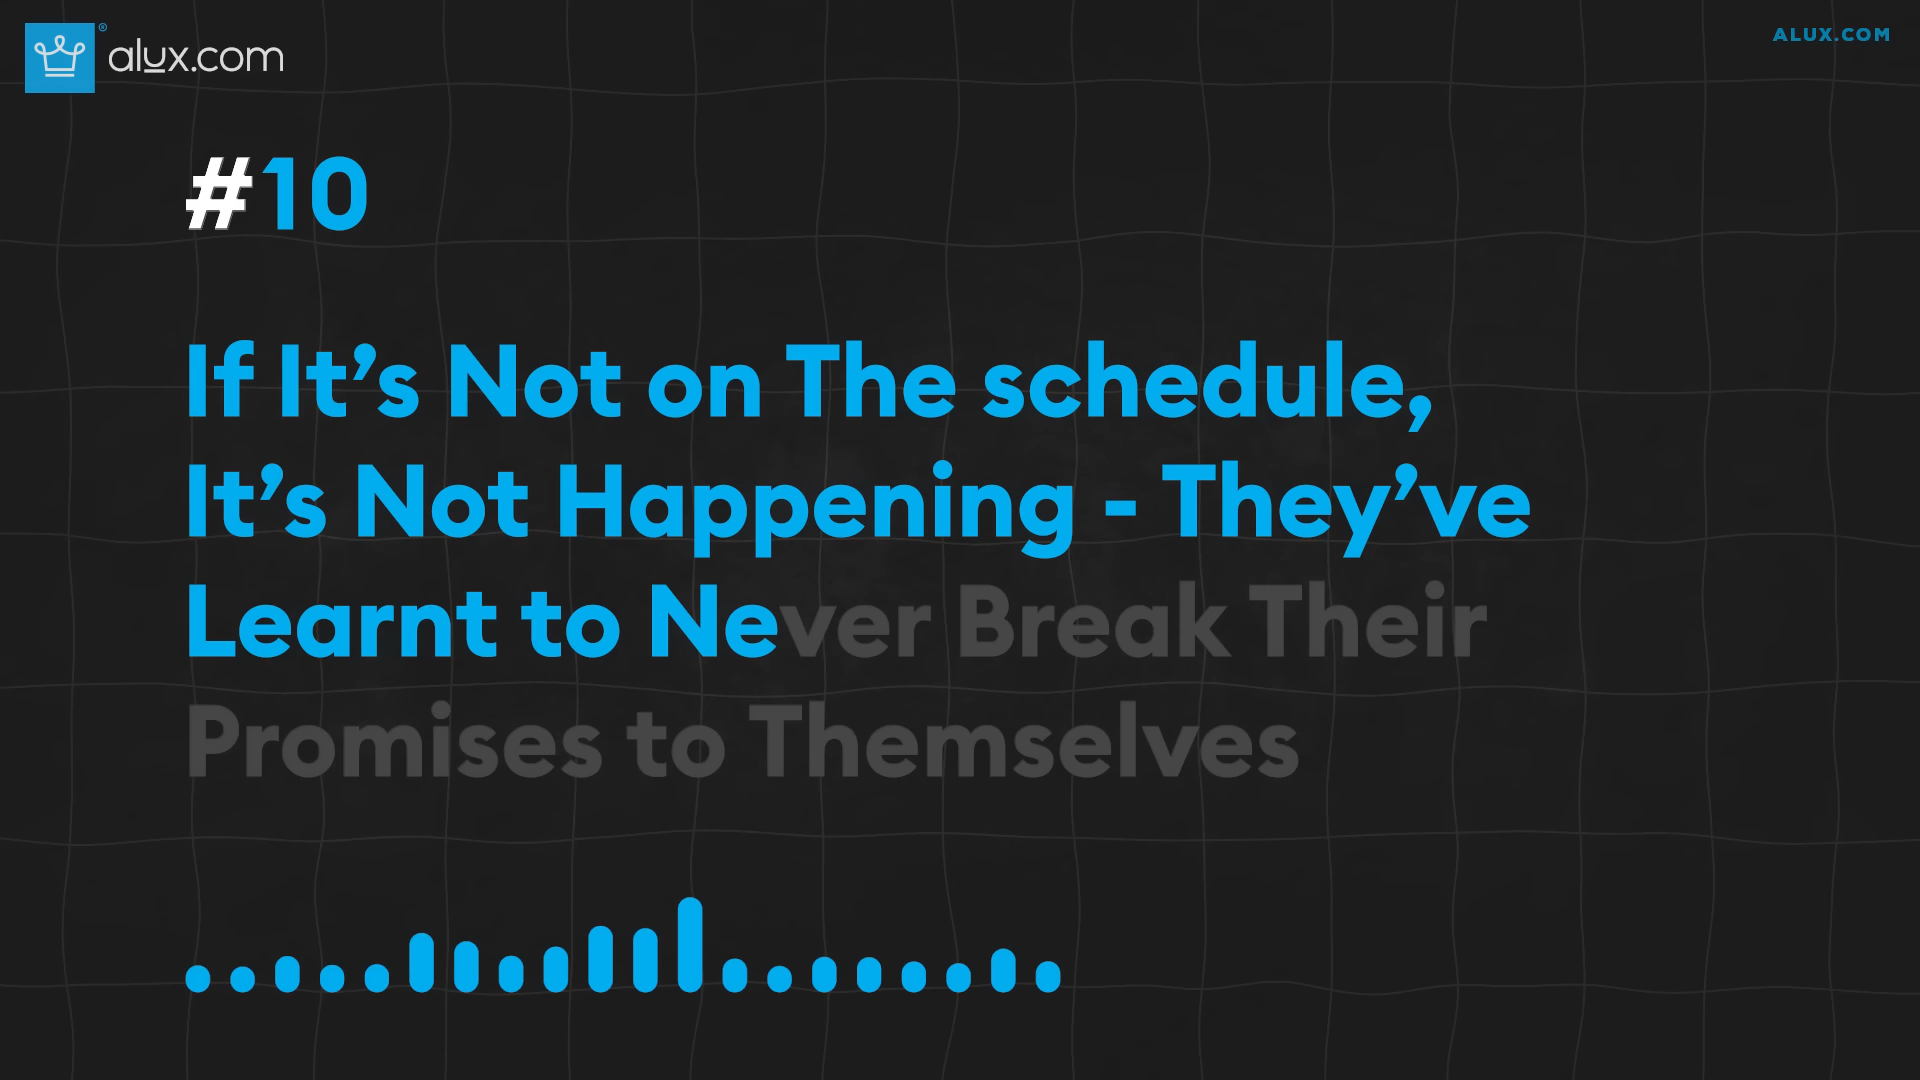 alux.com
ALUX.COM
#10
If It’s Not on The schedule,
It’s Not Happening - They’ve
Learnt to Never Break Their
Promises to Themselves